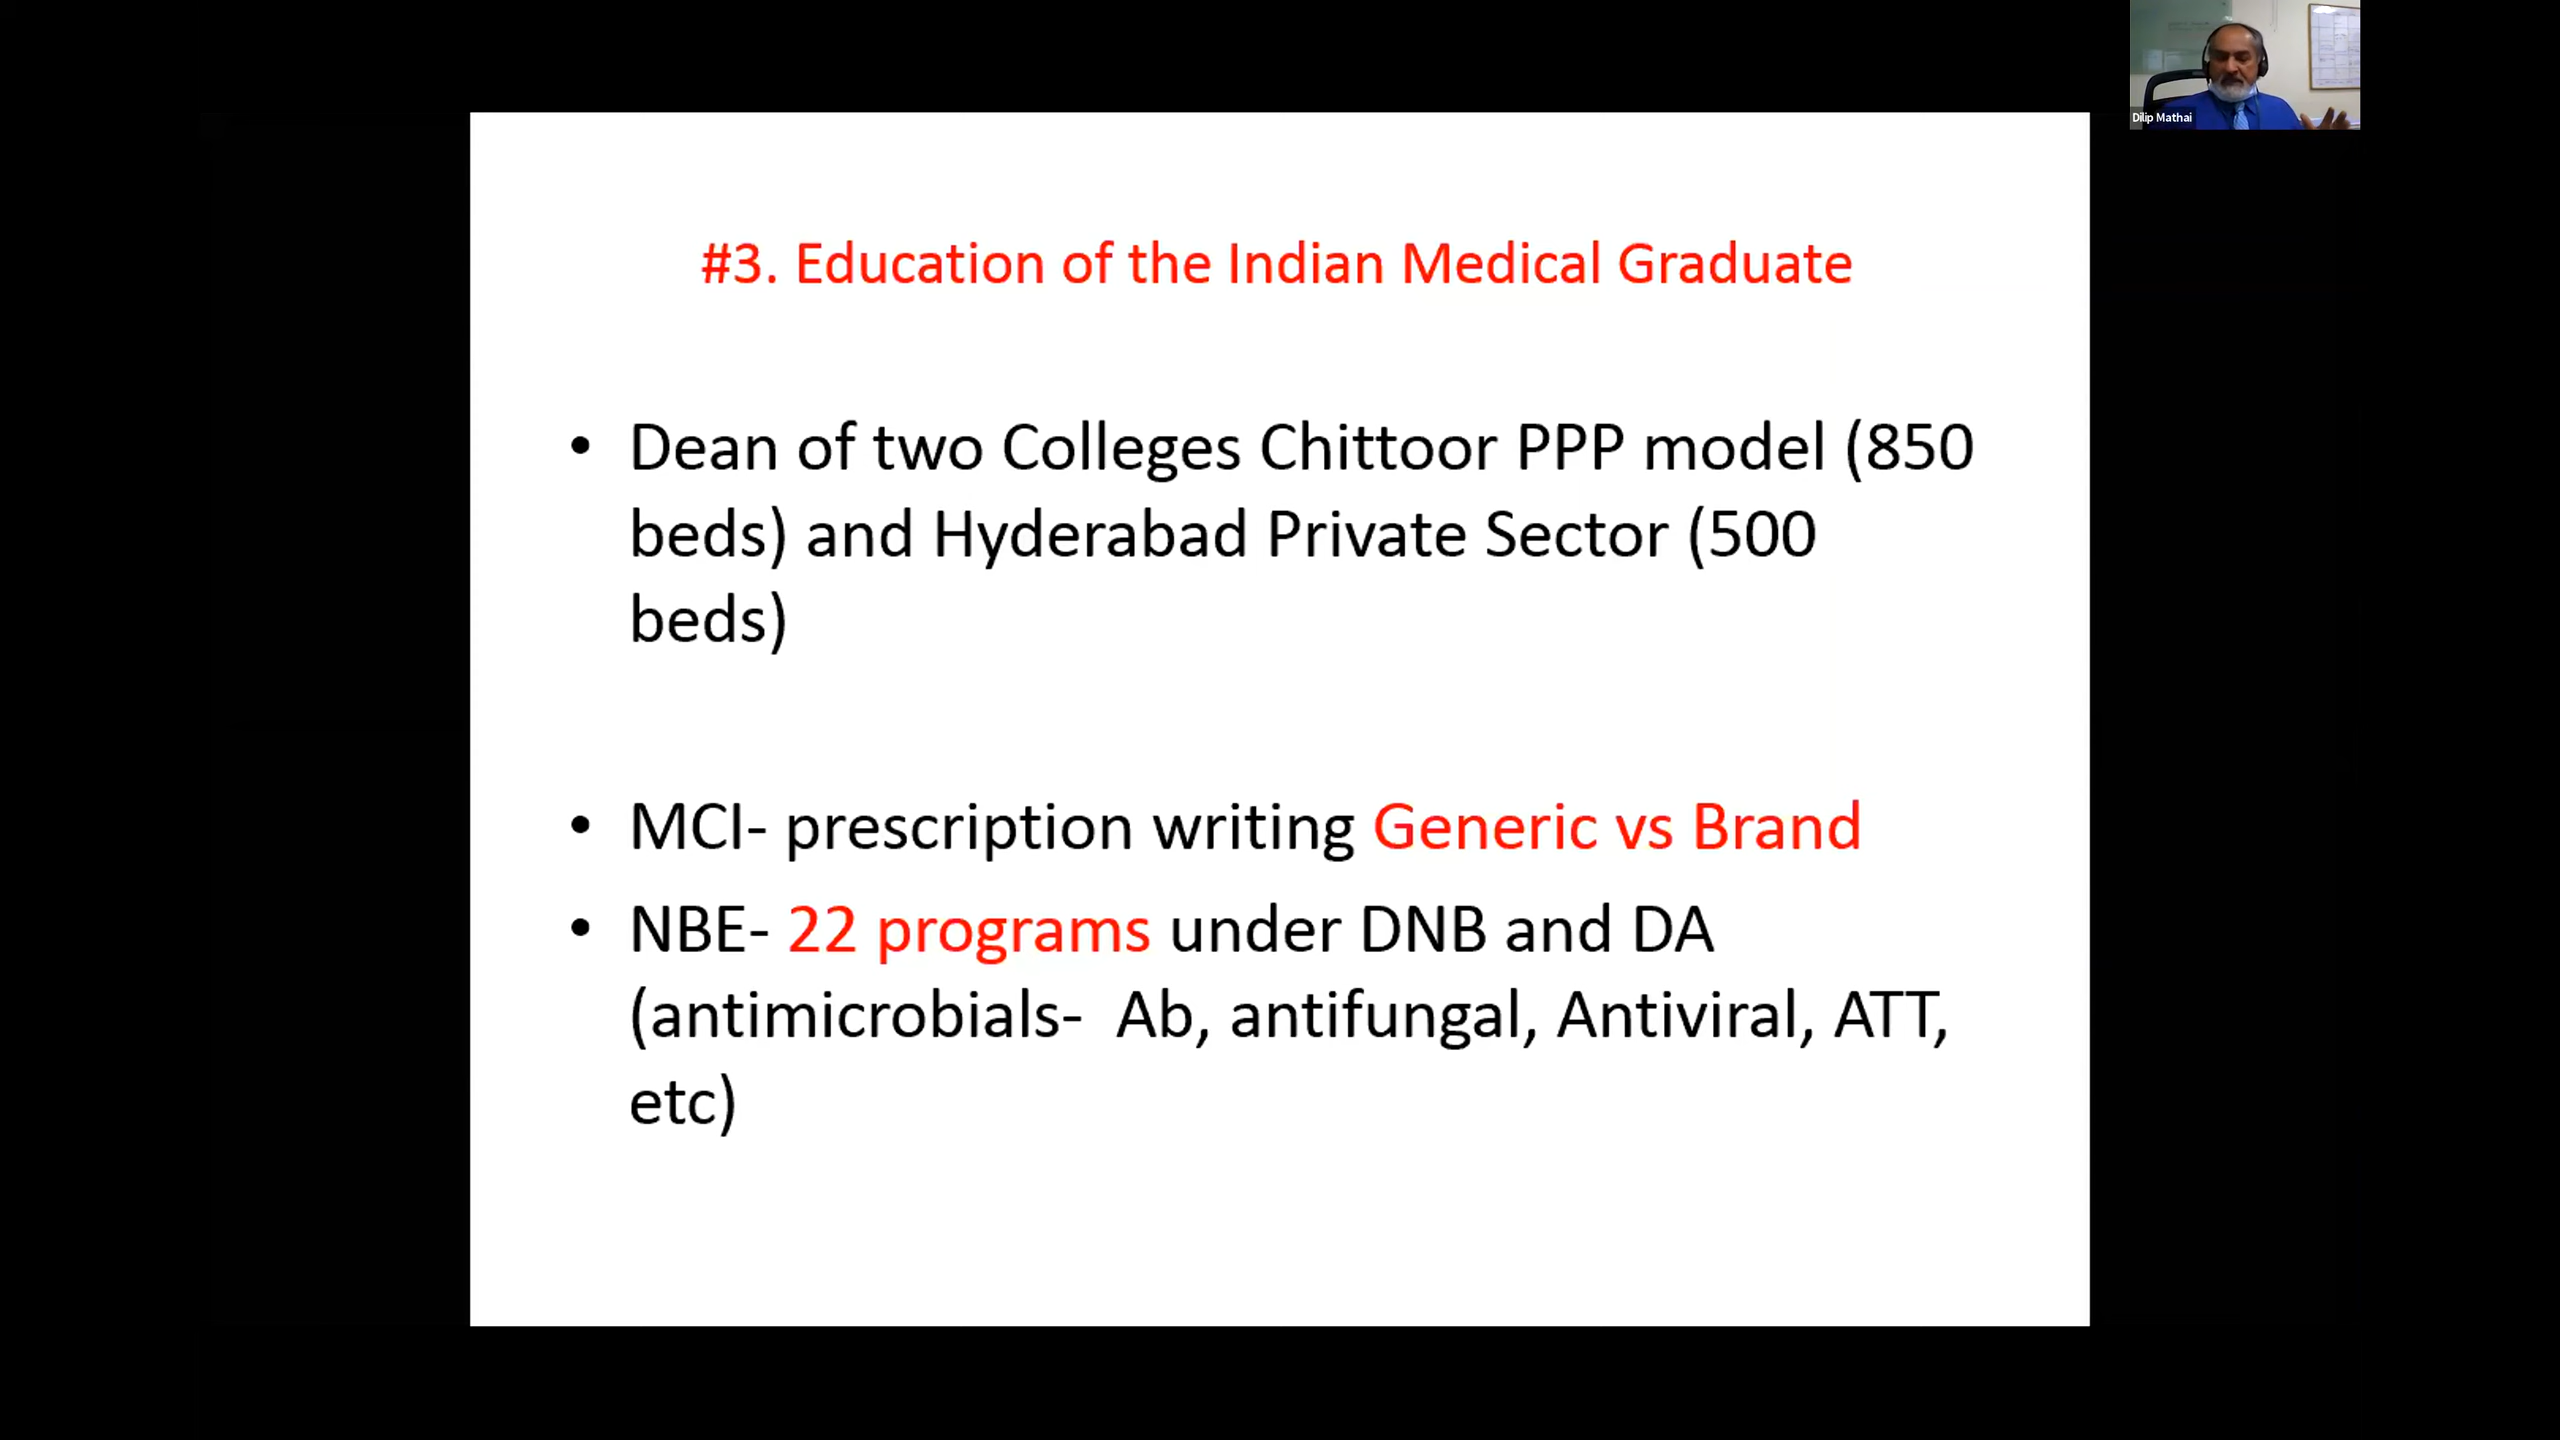 #3. Education of the Indian Medical Graduate
• Dean of two Colleges Chittoor PPP model (850
beds) and Hyderabad Private Sector (500
beds)
• MCI- prescription writing Generic vs Brand
• NBE- 22 programs under DNB and DA
(antimicrobials- Ab, antifungal, Antiviral, ATT,
etc)
Dilip Mathai